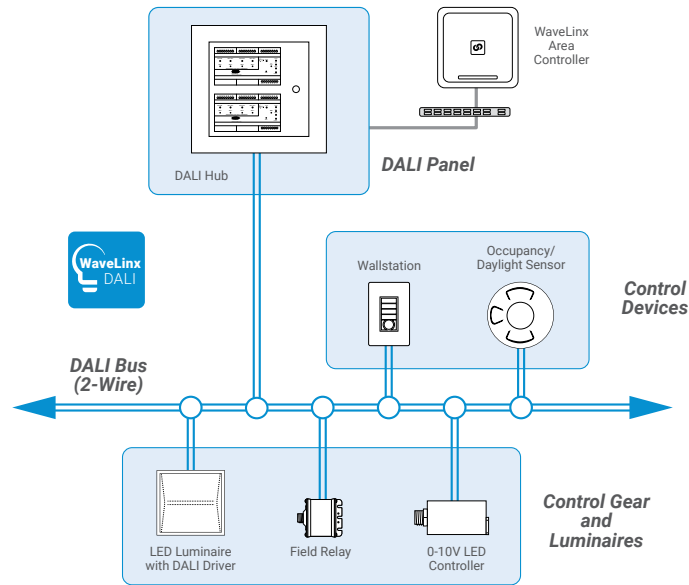 WaveLinx
Area
Controller
DALI Panel
DALI Hub
WaveLinx
DALI
Wallstation
Occupancy/
Daylight Sensor
Control
Devices
DALI Bus
(2-Wire)
LED Luminaire
with DALI Driver
Field Relay
0-10V LED
Controller
Control Gear
and
Luminaires